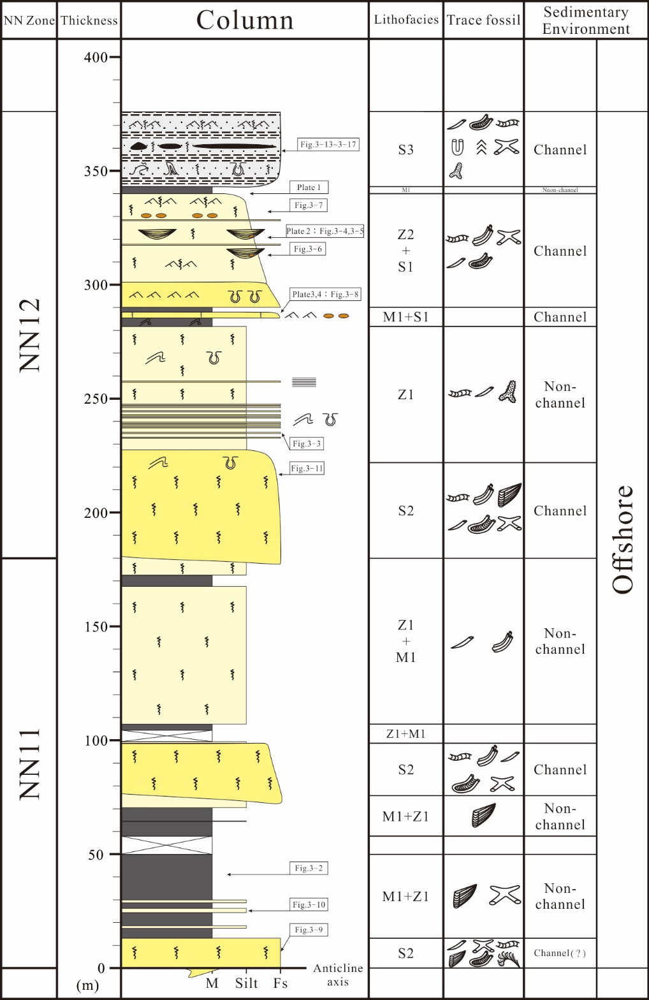 NN Zone
Thickness
Column
Lithofacies
Trace fossil
Sedimentary
Environment
400
Fig.3-13~3-17
S3
Channel
350
Plate 1
M1
Nnon-channel
Fig.3-7
Plate 2；Fig.3-4,3-5
Fig.3-6
Z2
+
S1
Channel
300
Plate3,4；Fig.3-8
M1+S1
Channel
NN12
Z1
Non-
channel
250
Fig.3-3
Fig.3-11
S2
Channel
200
Offshore
150
Z1
+
M1
Non-
channel
100
Z1+M1
NN11
S2
Channel
M1+Z1
Non-
channel
50
Fig.3-2
M1+Z1
Non-
channel
Fig.3-10
Fig.3-9
S2
Channel(?)
0
(m)
M
Silt
Fs
Anticline
axis